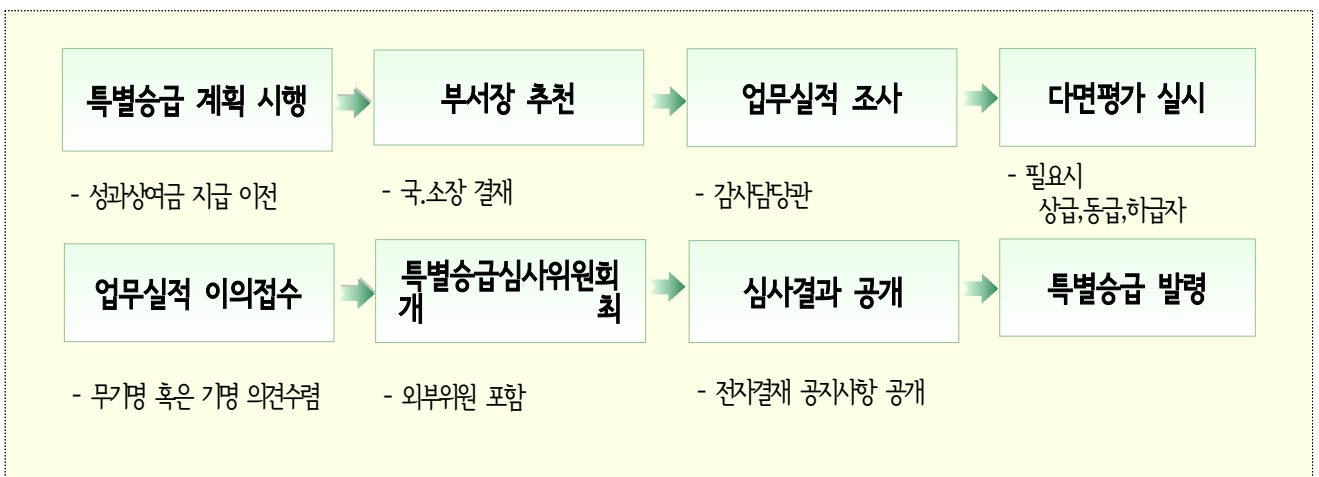 특별승급 계획 시행
부서장 추천
업무실적 조사
다면평가 실시
- 성과상여금 지급 이전
- 국.소장 결재
- 감사담당관
- 필요시
상급,동급,하급자
업무실적 이의접수
특별승급심사위원회
개 최
심사결과 공개
특별승급 발령
- 무기명 혹은 기명 의견수렴
- 외부위원 포함
- 전자결재 공지사항 공개